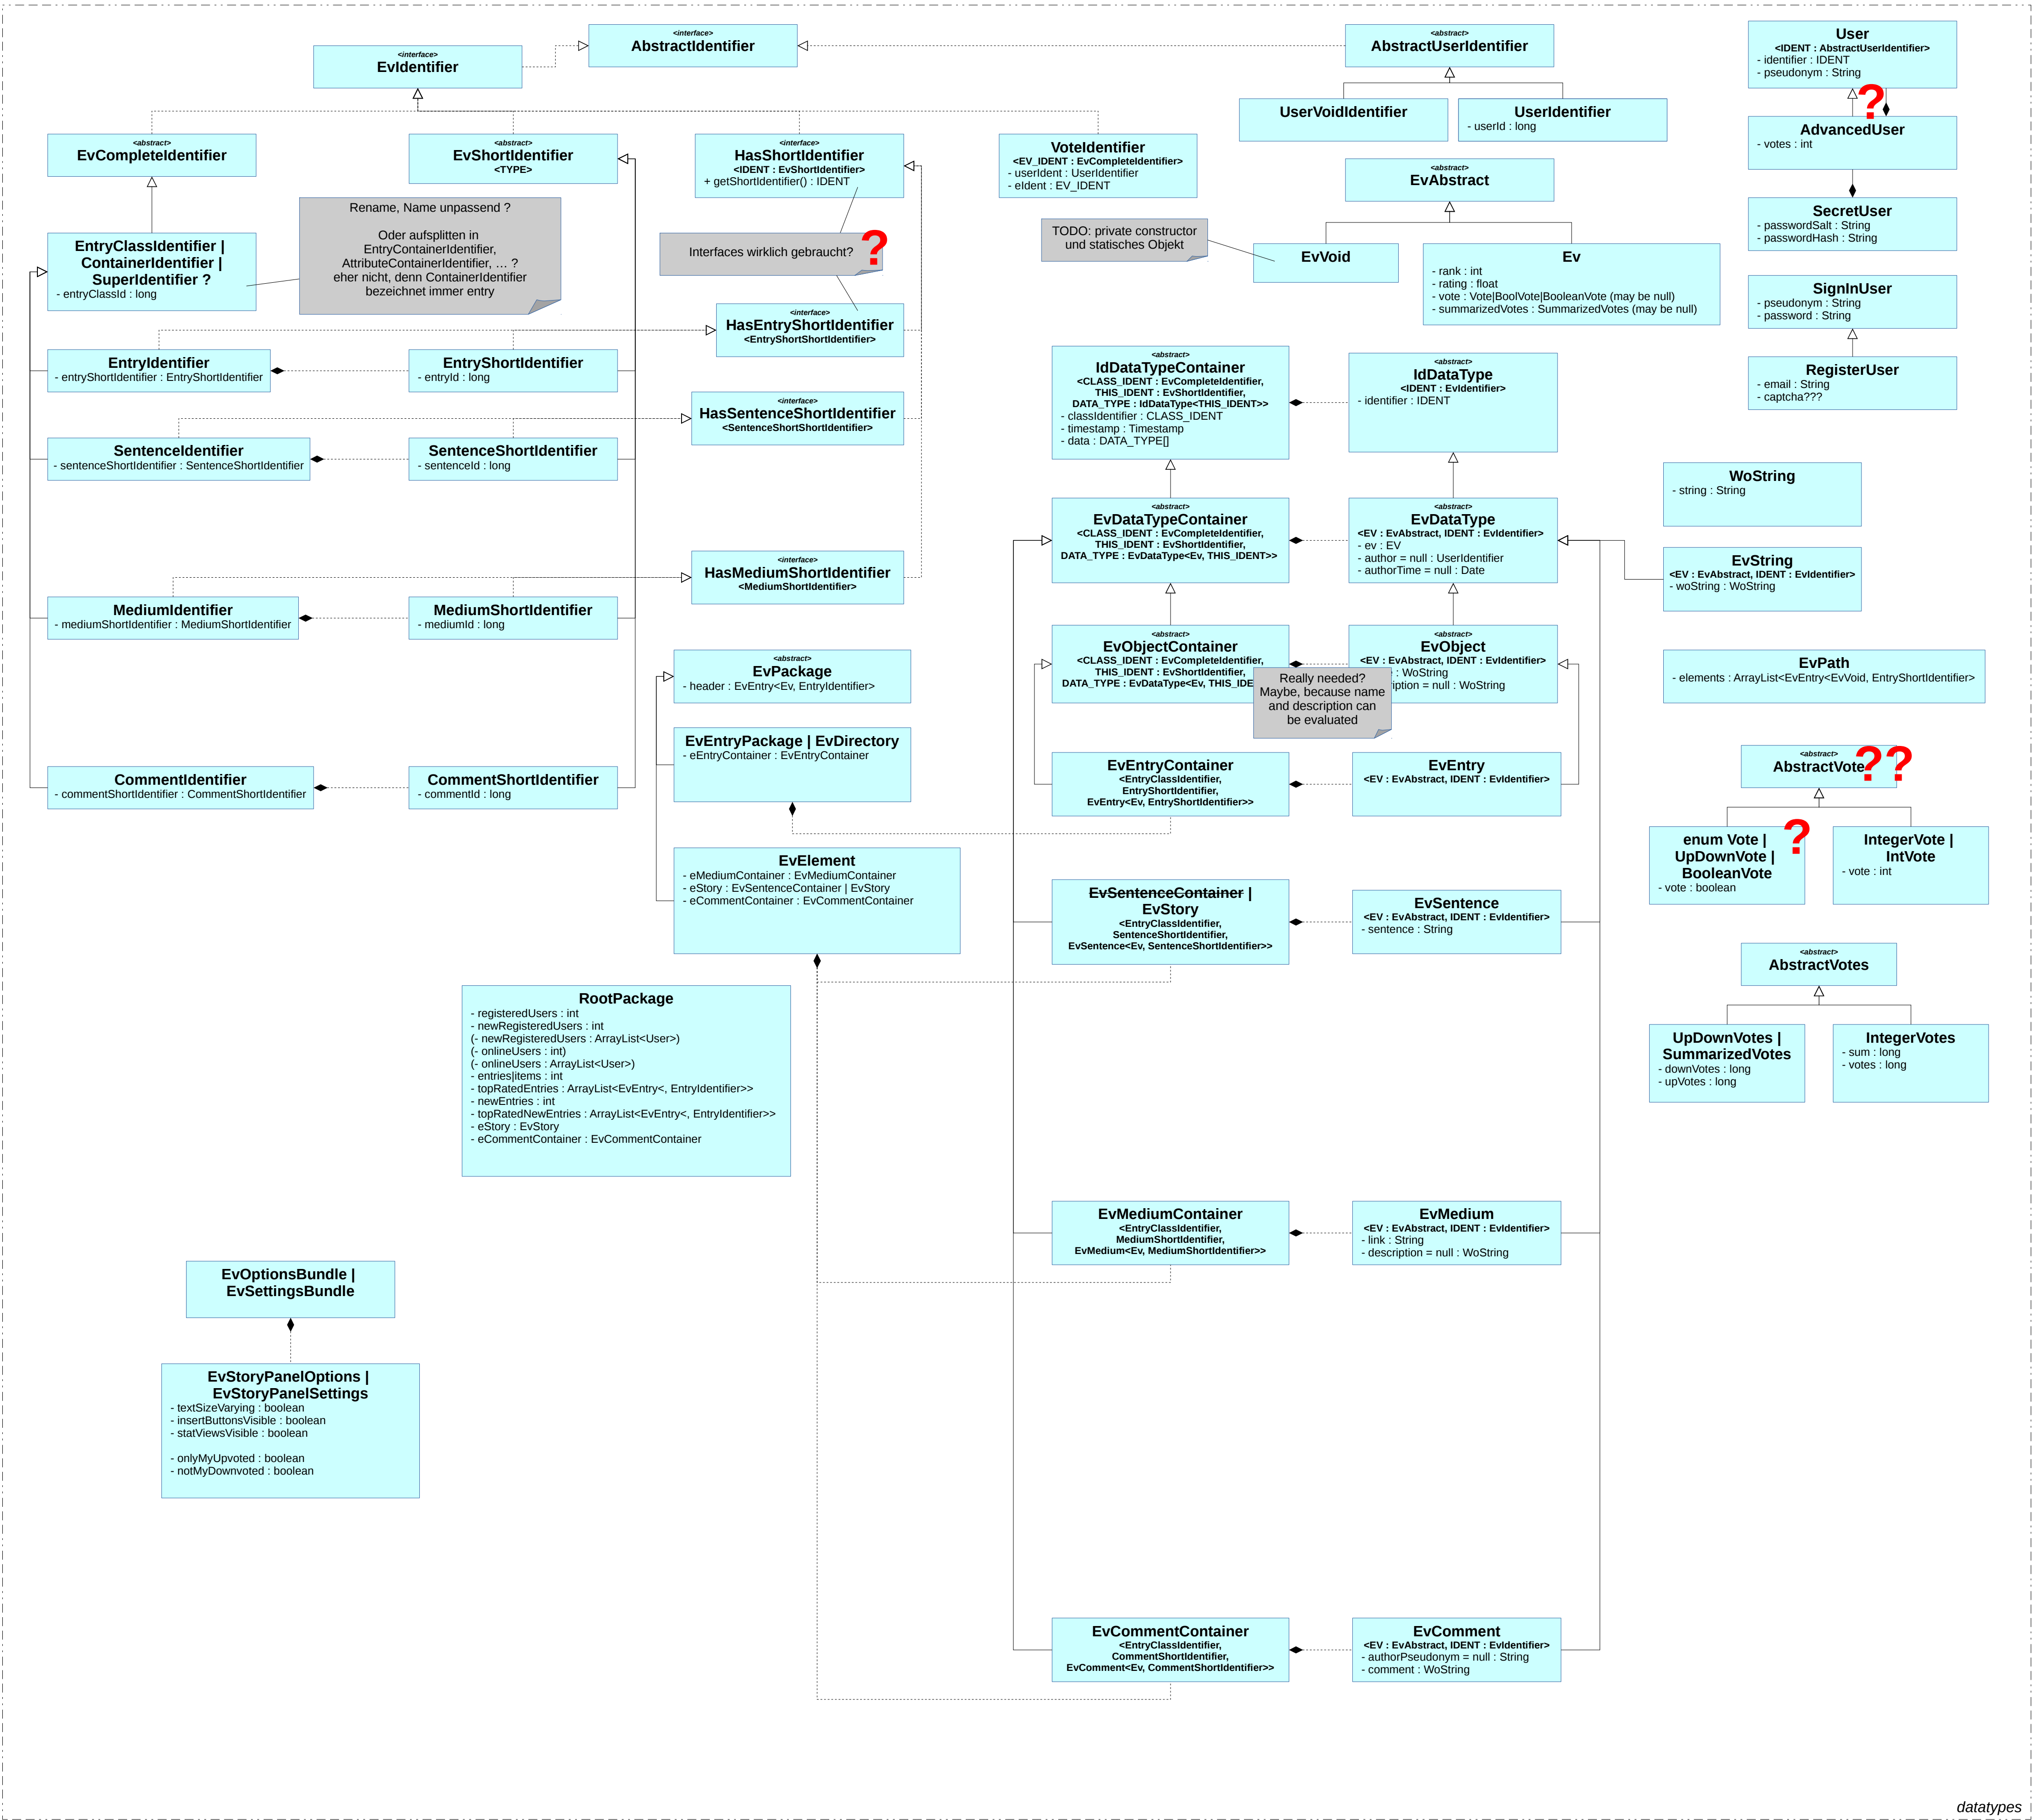 <interface>
AbstractIdentifier
<abstract>
AbstractUserIdentifier
User
<IDENT : AbstractUserIdentifier>
- identifier : IDENT
- pseudonym : String
<interface>
EvIdentifier
?
UserVoidIdentifier
UserIdentifier
- userId : long
AdvancedUser
- votes : int
<abstract>
EvCompleteIdentifier
<abstract>
EvShortIdentifier
<TYPE>
<interface>
HasShortIdentifier
<IDENT : EvShortIdentifier>
+ getShortIdentifier() : IDENT
VoteIdentifier
<EV_IDENT : EvCompleteIdentifier>
- userIdent : UserIdentifier
- eIdent : EV_IDENT
<abstract>
EvAbstract
SecretUser
- passwordSalt : String
- passwordHash : String
Rename, Name unpassend ?
Oder aufsplitten in
EntryContainerIdentifier,
AttributeContainerIdentifier, ... ?
eher nicht, denn ContainerIdentifier
bezeichnet immer entry
EntryClassIdentifier |
ContainerIdentifier |
SuperIdentifier ?
- entryClassId : long
Interfaces wirklich gebraucht?
?
TODO: private constructor
und statisches Objekt
EvVoid
Ev
- rank : int
- rating : float
- vote : Vote|BoolVote|BooleanVote (may be null)
- summarizedVotes : SummarizedVotes (may be null)
SignInUser
- pseudonym : String
- password : String
<interface>
HasEntryShortIdentifier
<EntryShortShortIdentifier>
EntryIdentifier
- entryShortIdentifier : EntryShortIdentifier
EntryShortIdentifier
- entryId : long
<abstract>
IdDataTypeContainer
<CLASS_IDENT : EvCompleteIdentifier,
THIS_IDENT : EvShortIdentifier,
DATA_TYPE : IdDataType<THIS_IDENT>>
- classIdentifier : CLASS_IDENT
- timestamp : Timestamp
- data : DATA_TYPE[]
<abstract>
IdDataType
<IDENT : EvIdentifier>
- identifier : IDENT
RegisterUser
- email : String
- captcha???
<interface>
HasSentenceShortIdentifier
<SentenceShortShortIdentifier>
SentenceIdentifier
- sentenceShortIdentifier : SentenceShortIdentifier
SentenceShortIdentifier
- sentenceId : long
WoString
- string : String
<abstract>
EvDataTypeContainer
<CLASS_IDENT : EvCompleteIdentifier,
THIS_IDENT : EvShortIdentifier,
DATA_TYPE : EvDataType<Ev, THIS_IDENT>>
<abstract>
EvDataType
<EV : EvAbstract, IDENT : EvIdentifier>
- ev : EV
- author = null : UserIdentifier
- authorTime = null : Date
EvString
<EV : EvAbstract, IDENT : EvIdentifier>
- woString : WoString
<interface>
HasMediumShortIdentifier
<MediumShortIdentifier>
MediumIdentifier
- mediumShortIdentifier : MediumShortIdentifier
MediumShortIdentifier
- mediumId : long
<abstract>
EvObjectContainer
<CLASS_IDENT : EvCompleteIdentifier,
THIS_IDENT : EvShortIdentifier,
DATA_TYPE : EvDataType<Ev, THIS_IDE
<abstract>
EvObject
<EV : EvAbstract, IDENT : EvIdentifier>
: WoString
iption = null : WoString
Really needed?
Maybe, because name
and description can
be evaluated
<abstract>
EvPackage
- header : EvEntry<Ev, EntryIdentifier>
EvPath
- elements : ArrayList<EvEntry<EvVoid, EntryShortIdentifier>
EvEntryPackage | EvDirectory
- eEntryContainer : EvEntryContainer
CommentIdentifier
- commentShortIdentifier : CommentShortIdentifier
CommentShortIdentifier
- commentId : long
EvEntryContainer
<EntryClassIdentifier,
EntryShortIdentifier,
EvEntry<Ev, EntryShortIdentifier>>
EvEntry
<EV : EvAbstract, IDENT : EvIdentifier>
<abstract>
AbstractVote
??
enum Vote |
UpDownVote |
BooleanVote
- vote : boolean
?
IntegerVote |
IntVote
- vote : int
EvElement
- eMediumContainer : EvMediumContainer
- eStory : EvSentenceContainer | EvStory
- eCommentContainer : EvCommentContainer
EvSentenceContainer |
EvStory
<EntryClassIdentifier,
SentenceShortIdentifier,
EvSentence<Ev, SentenceShortIdentifier>>
EvSentence
<EV : EvAbstract, IDENT : EvIdentifier>
- sentence : String
<abstract>
AbstractVotes
RootPackage
- registeredUsers : int
- newRegisteredUsers : int
(- newRegisteredUsers : ArrayList<User>)
(- onlineUsers : int)
(- onlineUsers : ArrayList<User>)
- entries|items : int
- topRatedEntries : ArrayList<EvEntry<, EntryIdentifier>>
- newEntries : int
- topRatedNewEntries : ArrayList<EvEntry<, EntryIdentifier>>
- eStory : EvStory
- eCommentContainer : EvCommentContainer
UpDownVotes |
SummarizedVotes
- downVotes : long
- upVotes : long
IntegerVotes
- sum : long
- votes : long
EvMediumContainer
<EntryClassIdentifier,
MediumShortIdentifier,
EvMedium<Ev, MediumShortIdentifier>>
EvMedium
<EV : EvAbstract, IDENT : EvIdentifier>
- link : String
- description = null : WoString
EvOptionsBundle |
EvSettingsBundle
EvStoryPanelOptions |
EvStoryPanelSettings
- textSizeVarying : boolean
- insertButtonsVisible : boolean
- statViewsVisible : boolean
- onlyMyUpvoted : boolean
- notMyDownvoted : boolean
EvCommentContainer
<EntryClassIdentifier,
CommentShortIdentifier,
EvComment<Ev, CommentShortIdentifier>>
EvComment
<EV : EvAbstract, IDENT : EvIdentifier>
- authorPseudonym = null : String
- comment : WoString
datatypes